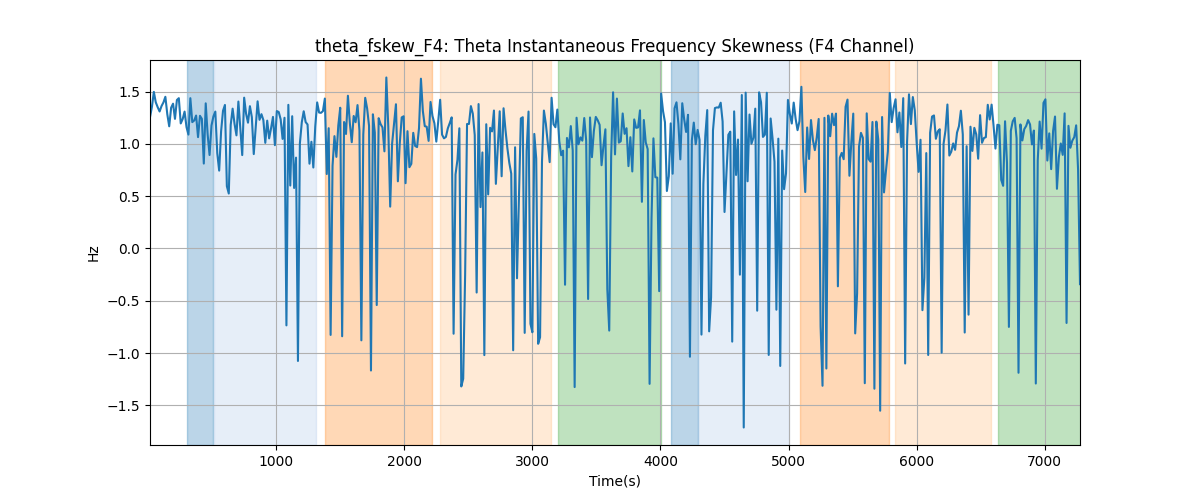 theta_fskew_F4: Theta Instantaneous Frequency Skewness (F4 Channel)
1.5
1.0
0.5
0.0
−0.5
−1.0
−1.5
Hz
1000 2000 3000 4000 5000 6000 7000
Time(s)